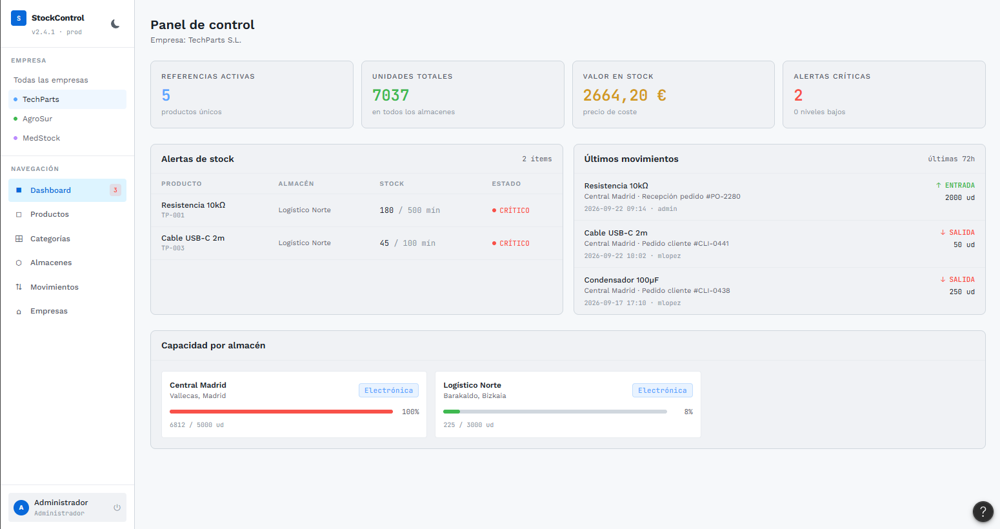 S StockControl
v2.4.1 · prod
EMPRESA
Todas las empresas
TechParts
AgroSur
MedStock
NAVEGACIÓN
Dashboard 3
Productos
Categorías
Almacenes
Movimientos
Empresas
A Administrador
Administrador
Panel de control
Empresa: TechParts S.L.
REFERENCIAS ACTIVAS
5
productos únicos
UNIDADES TOTALES
7037
en todos los almacenes
VALOR EN STOCK
2664,20 €
precio de coste
ALERTAS CRÍTICAS
2
0 niveles bajos
Alertas de stock 2 ítems
PRODUCTO ALMACÉN STOCK ESTADO
Resistencia 10kΩ
TP-001
Logístico Norte 180 / 500 mín CRÍTICO
Cable USB-C 2m
TP-003
Logístico Norte 45 / 100 mín CRÍTICO
Últimos movimientos últimas 72h
Resistencia 10kΩ ↑ ENTRADA
Central Madrid · Recepción pedido #PO-2280 2000 ud
2026-09-22 09:14 · admin
Cable USB-C 2m ↓ SALIDA
Central Madrid · Pedido cliente #CLI-0441 50 ud
2026-09-22 10:02 · mlopez
Condensador 100µF ↓ SALIDA
Central Madrid · Pedido cliente #CLI-0438 250 ud
2026-09-17 17:10 · mlopez
Capacidad por almacén
Central Madrid
Vallecas, Madrid
Electrónica
100%
6812 / 5000 ud
Logístico Norte
Barakaldo, Bizkaia
Electrónica
8%
225 / 3000 ud
?